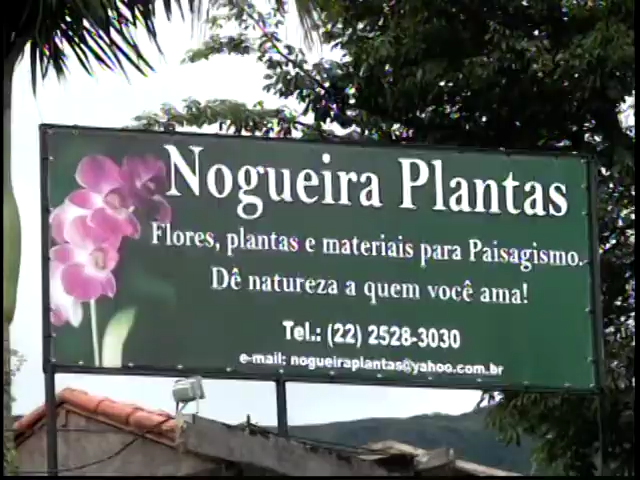 Nogueira Plantas
Flores, plantas e materiais para Paisagismo.
Dê natureza a quem você ama!
Tel.: (22) 2528-3030
e-mail: nogueiraplantas@yahoo.com.br